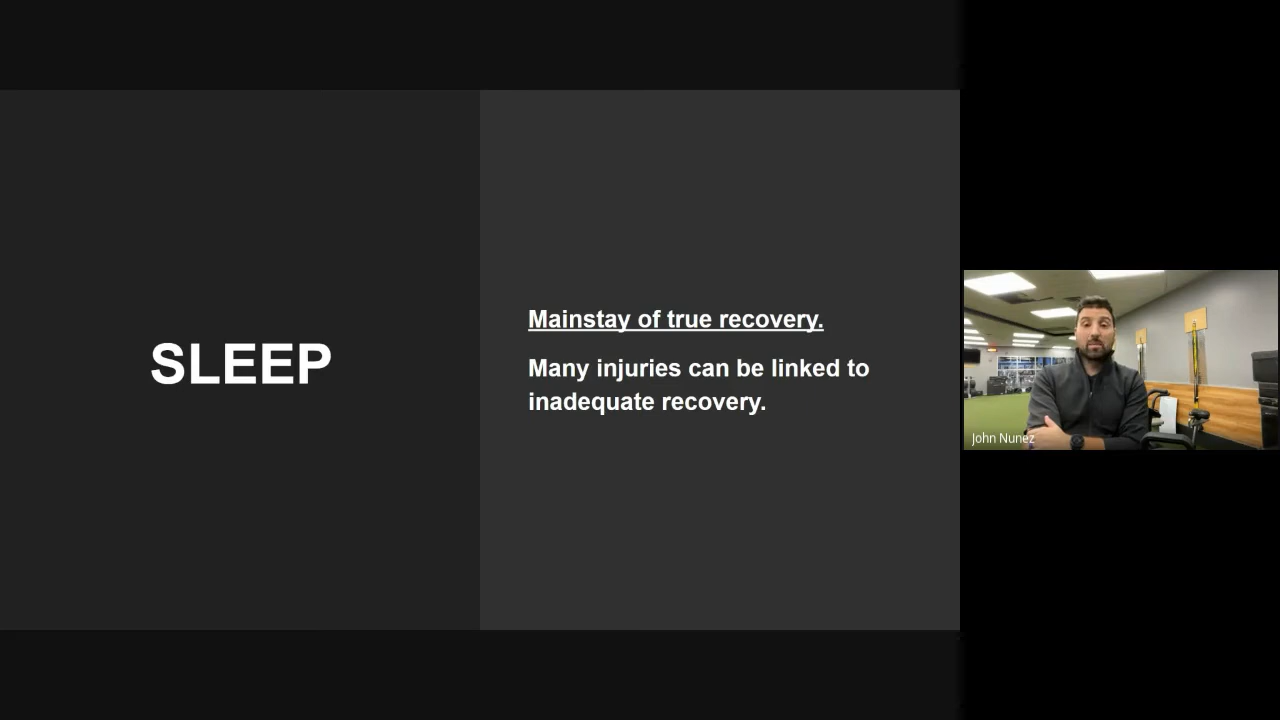 SLEEP
Mainstay of true recovery.
Many injuries can be linked to
inadequate recovery.
John Nunez